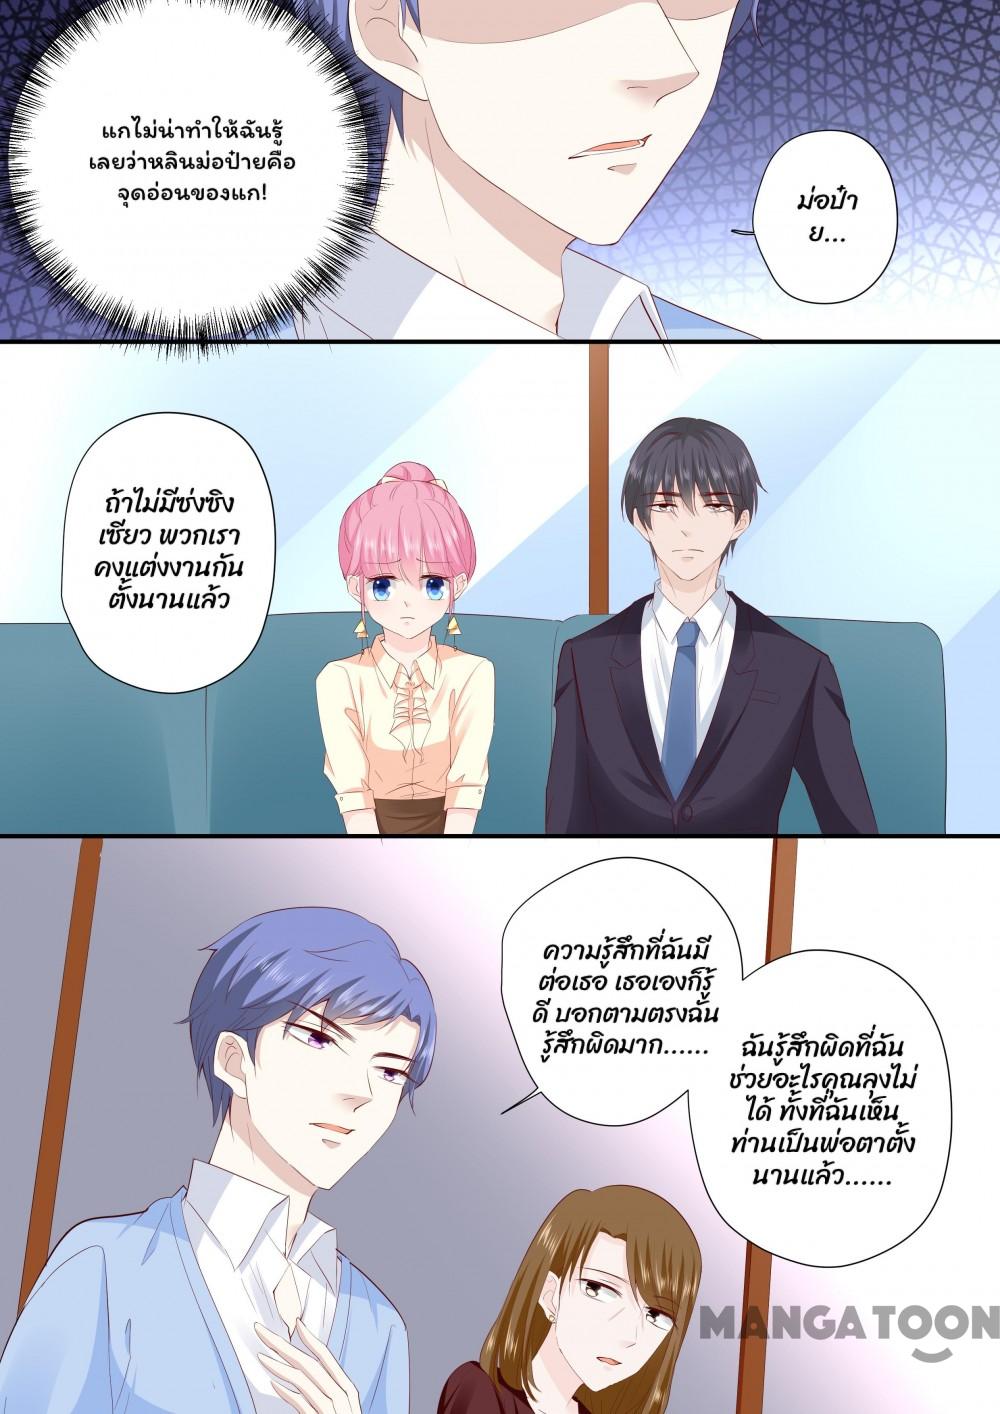 แกไม่น่าทำให้ฉันรู้
เลยว่าหลินม่อป๋ายคือ
จุดอ่อนของแก!
ม่อป๋า
ย...
ถ้าไม่มีซ่งซิง
เซียว พวกเรา
คงแต่งงานกัน
ตั้งนานแล้ว
ความรู้สึกที่ฉันมี
ต่อเธอ เธอเองก็รู้
ดี บอกตามตรงฉัน
รู้สึกผิดมาก......
ฉันรู้สึกผิดที่ฉัน
ช่วยอะไรคุณลุงไม่
ได้ ทั้งที่ฉันเห็น
ท่านเป็นพ่อตาตั้ง
นานแล้ว......
MANGATOON